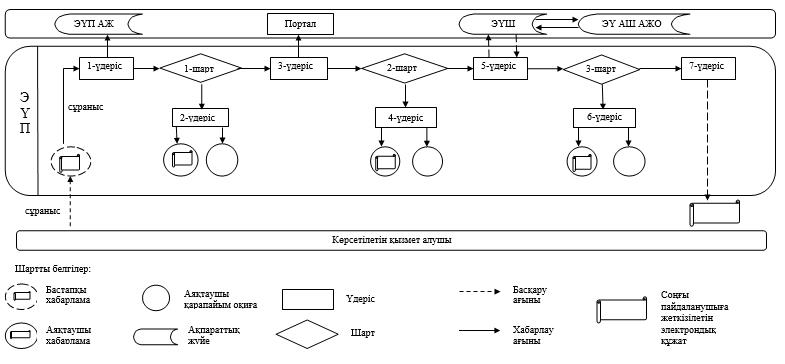 ЭҮП АЖ
Портал
ЭҮШ
ЭҮ АШ АЖО
Э
Ү
П
1-үдеріс
1-шарт
3-үдеріс
2-шарт
5-үдеріс
3-шарт
7-үдеріс
сұраныс
2-үдеріс
4-үдеріс
6-үдеріс
сұраныс
Көрсетілетін қызмет алушы
Шартты белгілер:
Бастапқы
хабарлама
Аяқтаушы
қарапайым оқиға
Үдеріс
Басқару
ағыны
Соңғы
пайдаланушыға
жеткізілетін
электрондық
құжат
Аяқтаушы
хабарлама
Ақпараттық
жүйе
Шарт
Хабарлау
ағыны